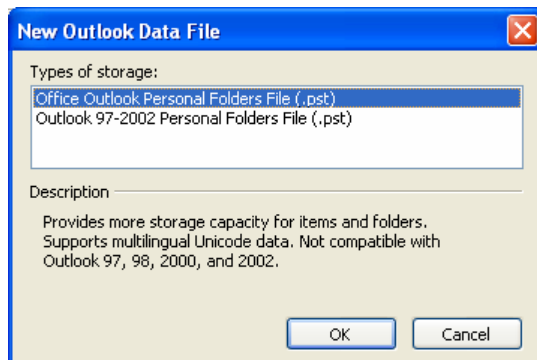 New Outlook Data File
Types of storage:
Office Outlook Personal Folders File (.pst)
Outlook 97-2002 Personal Folders File (.pst)
Description
Provides more storage capacity for items and folders.
Supports multilingual Unicode data. Not compatible with
Outlook 97, 98, 2000, and 2002.
OK
Cancel